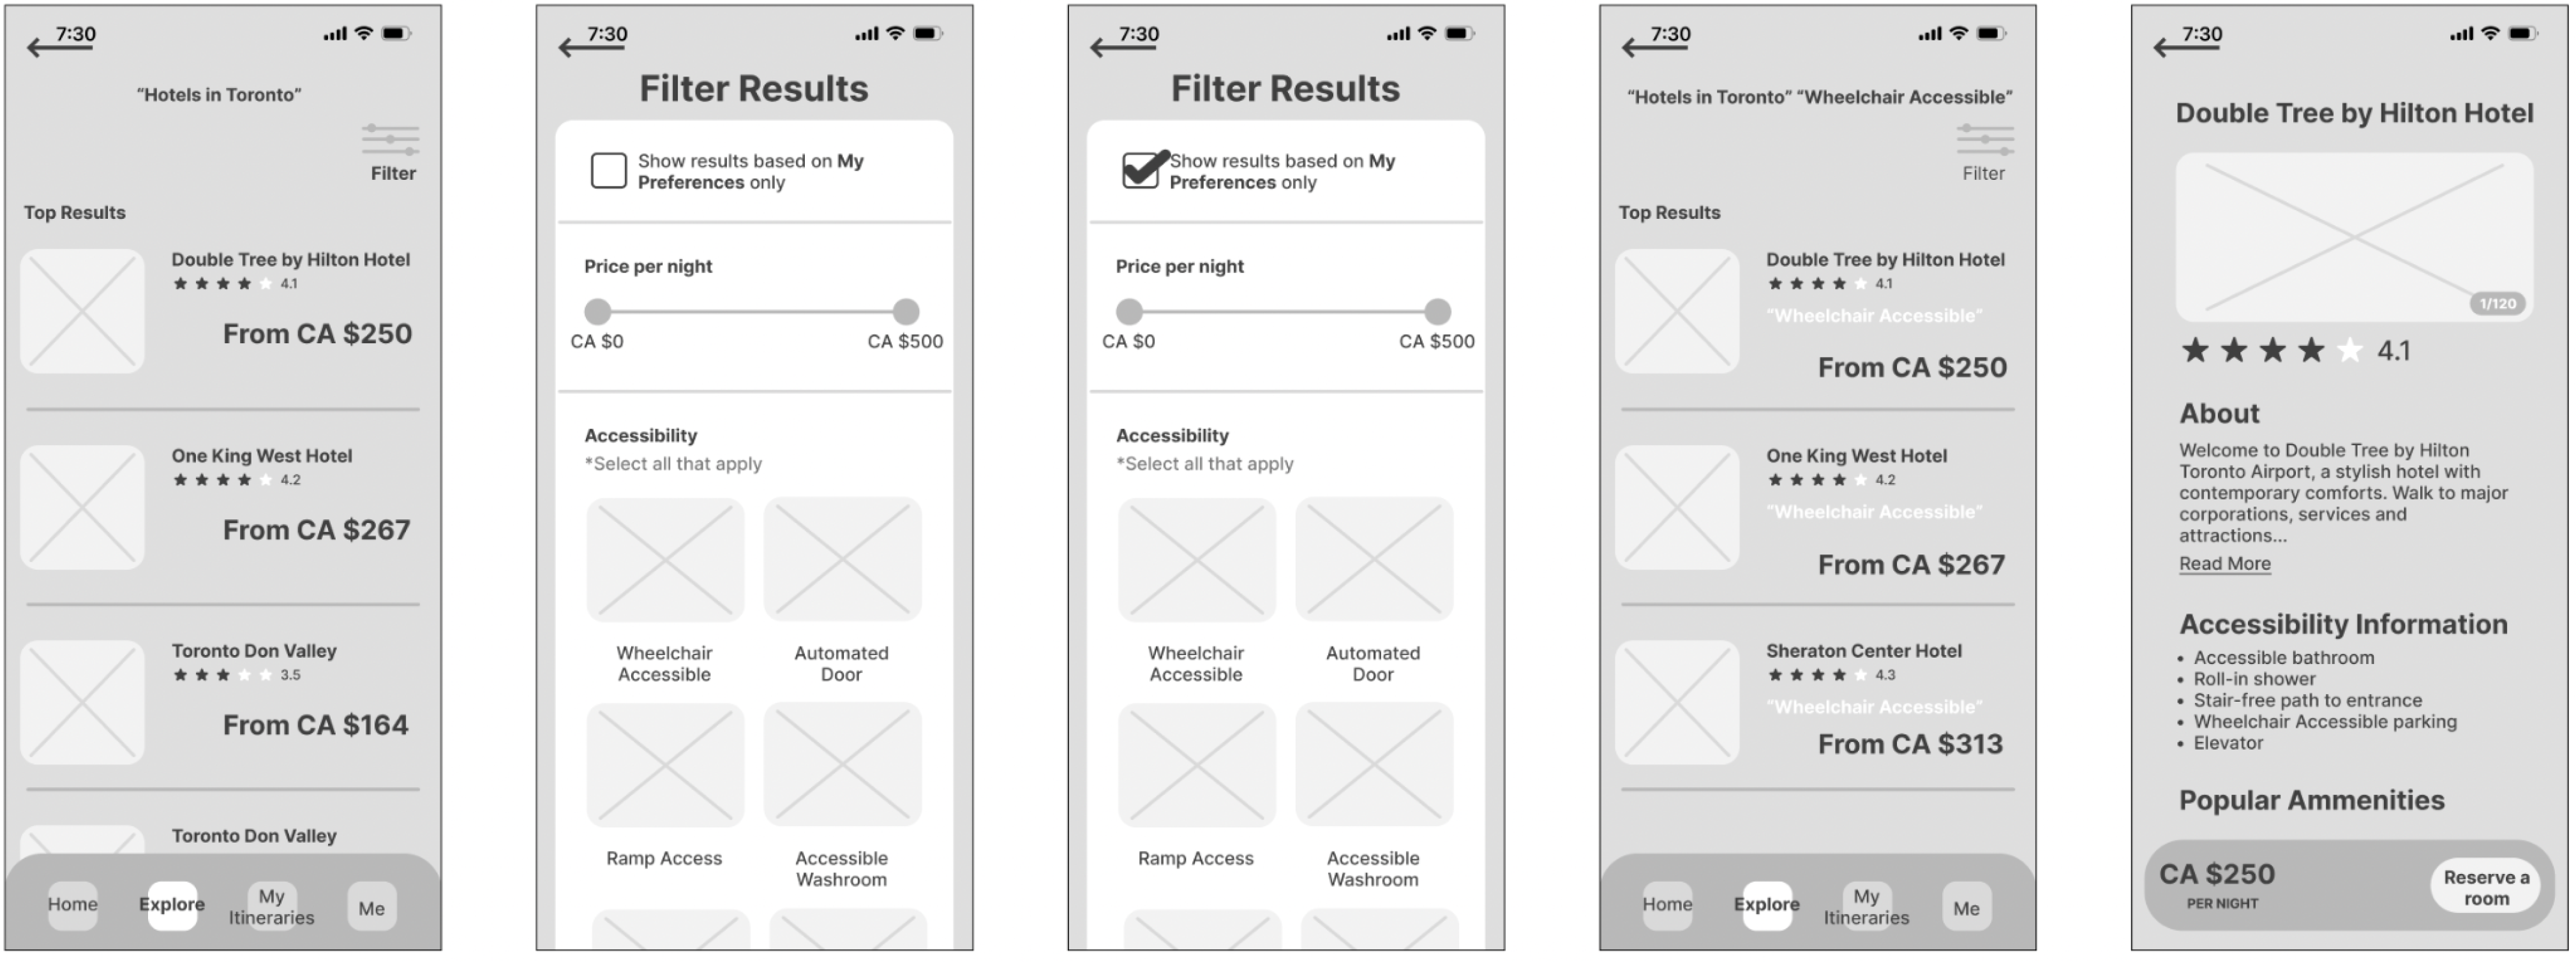 7:30
“Hotels in Toronto”
Filter
Top Results
Double Tree by Hilton Hotel
4.1
From CA $250
One King West Hotel
4.2
From CA $267
Toronto Don Valley
3.5
From CA $164
Toronto Don Valley
Home
Explore
My
Itineraries
Me
7:30
Filter Results
Show results based on My
Preferences only
Price per night
CA $0
CA $500
Accessibility
*Select all that apply
Wheelchair
Accessible
Automated
Door
Ramp Access
Accessible
Washroom
7:30
Filter Results
Show results based on My
Preferences only
Price per night
CA $0
CA $500
Accessibility
*Select all that apply
Wheelchair
Accessible
Automated
Door
Ramp Access
Accessible
Washroom
7:30
“Hotels in Toronto” “Wheelchair Accessible”
Filter
Top Results
Double Tree by Hilton Hotel
4.1
“Wheelchair Accessible”
From CA $250
One King West Hotel
4.2
“Wheelchair Accessible”
From CA $267
Sheraton Center Hotel
4.3
“Wheelchair Accessible”
From CA $313
Home
Explore
My
Itineraries
Me
7:30
Double Tree by Hilton Hotel
1/120
4.1
About
Welcome to Double Tree by Hilton
Toronto Airport, a stylish hotel with
contemporary comforts. Walk to major
corporations, services and
attractions...
Read More
Accessibility Information
• Accessible bathroom
• Roll-in shower
• Stair-free path to entrance
• Wheelchair Accessible parking
• Elevator
Popular Ammenities
CA $250
PER NIGHT
Reserve a
room